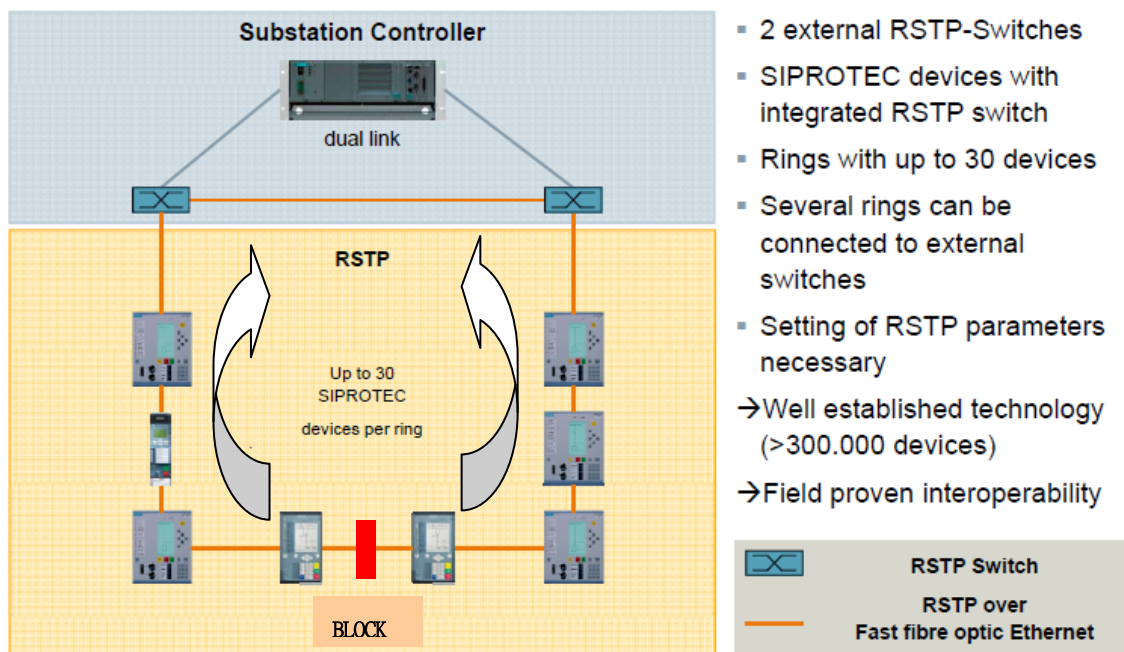 Substation Controller
dual link
RSTP
Up to 30
SIPROTEC
devices per ring
BLOCK
▪ 2 external RSTP-Switches
▪ SIPROTEC devices with
integrated RSTP switch
▪ Rings with up to 30 devices
▪ Several rings can be
connected to external
switches
▪ Setting of RSTP parameters
necessary
→Well established technology
(>300.000 devices)
→Field proven interoperability
RSTP Switch
RSTP over
Fast fibre optic Ethernet